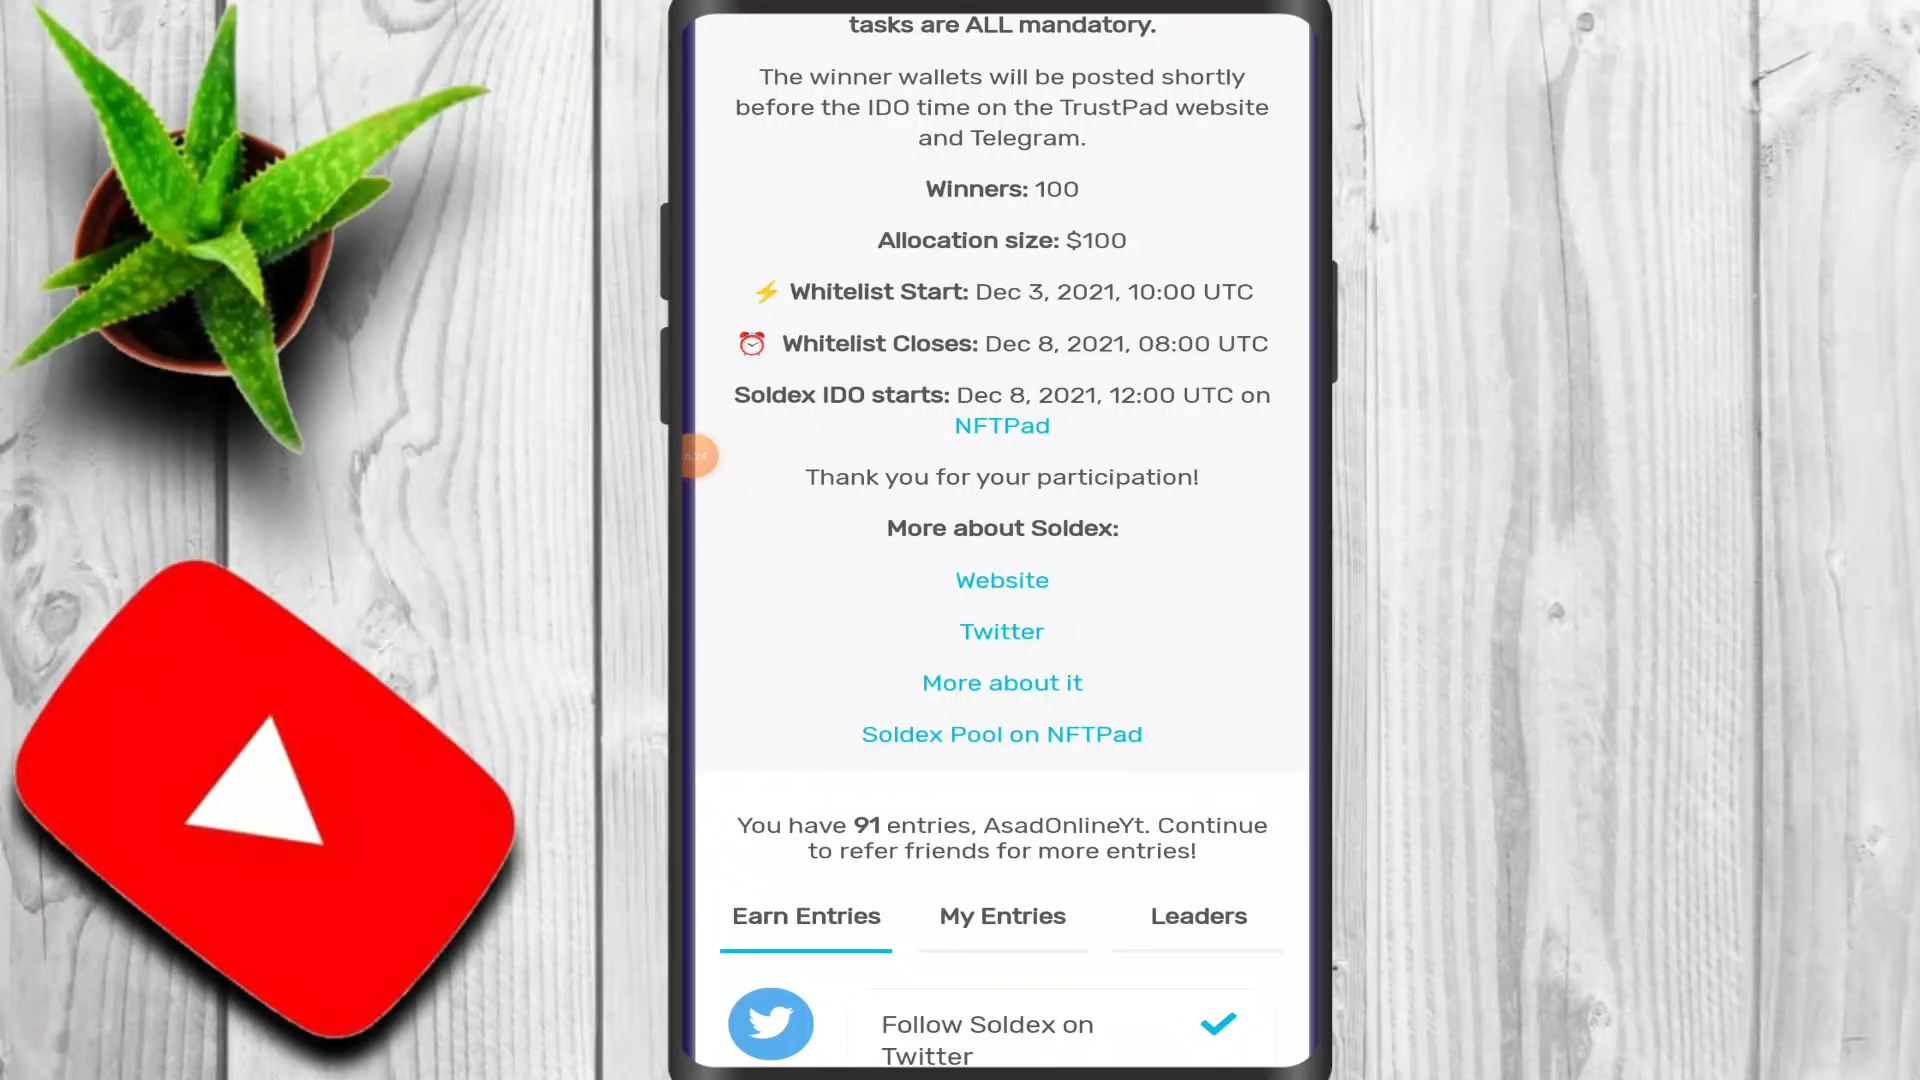 tasks are ALL mandatory.
The winner wallets will be posted shortly
before the IDO time on the TrustPad website
and Telegram.
Winners: 100
Allocation size: $100
⚡ Whitelist Start: Dec 3, 2021, 10:00 UTC
⏰ Whitelist Closes: Dec 8, 2021, 08:00 UTC
Soldex IDO starts: Dec 8, 2021, 12:00 UTC on
NFTPad
Thank you for your participation!
More about Soldex:
Website
Twitter
More about it
Soldex Pool on NFTPad
You have 91 entries, AsadOnlineYt. Continue
to refer friends for more entries!
Earn Entries My Entries Leaders
Follow Soldex on
Twitter